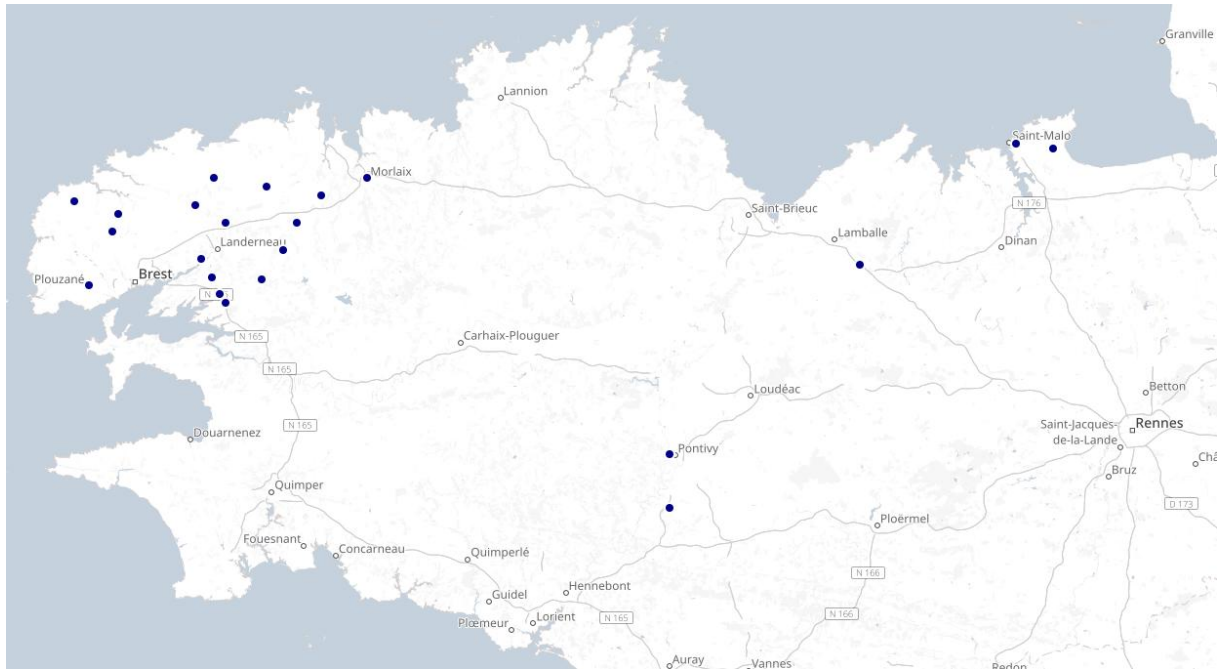 Granville
Lannion
Saint-Malo
Morlaix
N 176
Saint-Brieuc
Lamballe
Dinan
Landerneau
Brest
Plouzané
N 165
Carhaix-Plouguer
N 165
Betton
Loudéac
N 165
Saint-Jacques-
de-la-Lande
Rennes
Douarnenez
Pontivy
Bruz
Quimper
D 173
Ploërmel
Fouesnant
Concarneau
Quimperlé
N 166
Hennebont
Guidel
Lorient
N 165
N 166
Plœmeur
Auray
Vannes
Redon